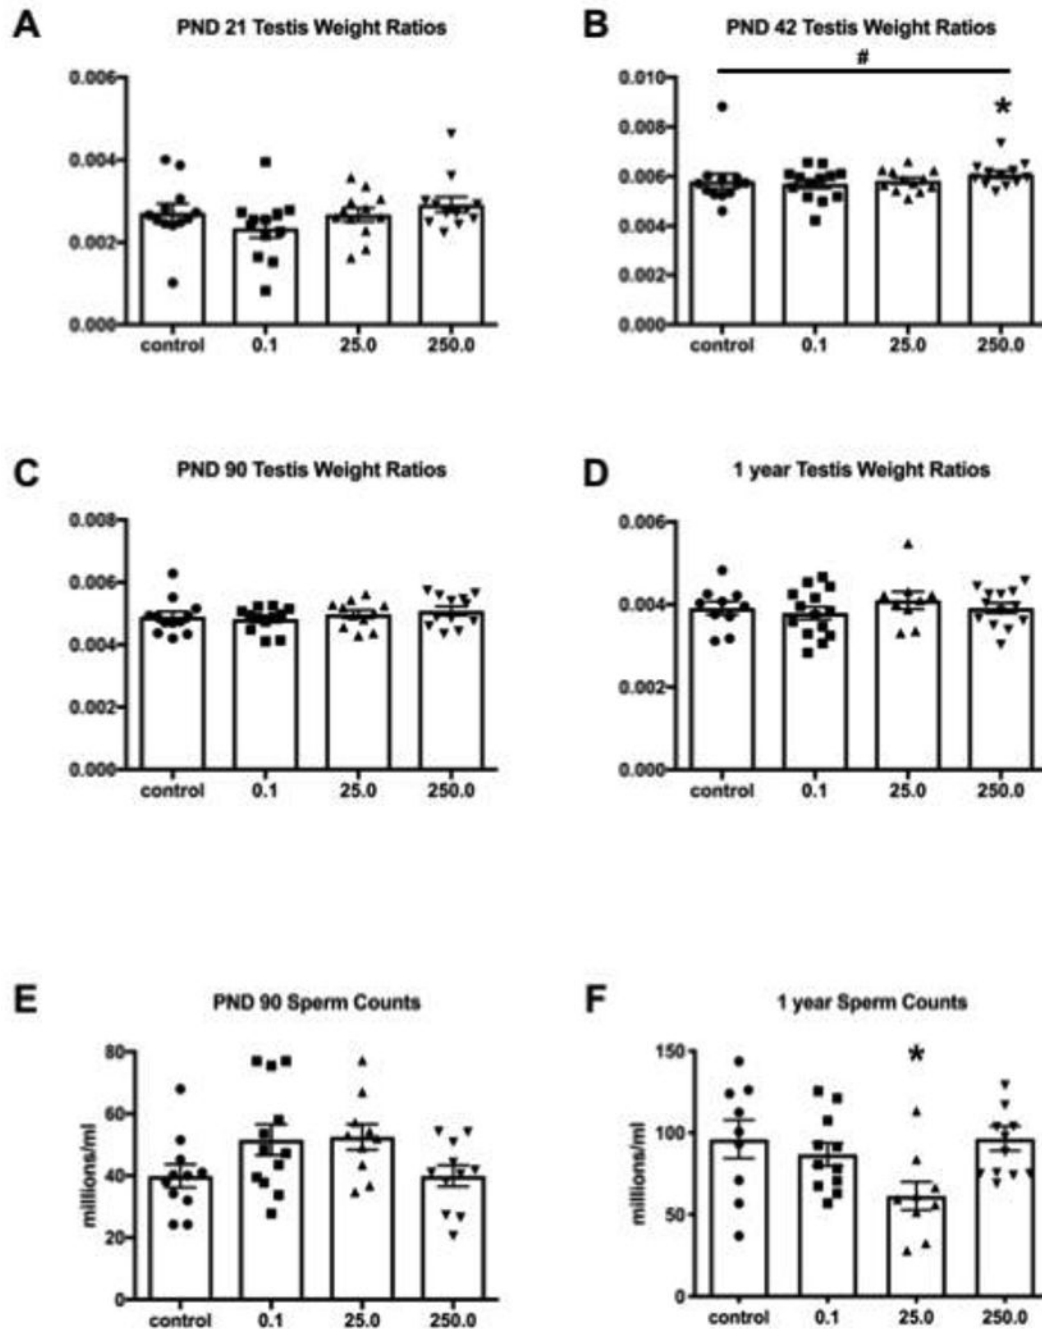 A PND 21 Testis Weight Ratios
0.006
0.004
0.002
0.000
control 0.1 25.0 250.0
B PND 42 Testis Weight Ratios
#
*
0.010
0.008
0.006
0.004
0.002
0.000
control 0.1 25.0 250.0
C PND 90 Testis Weight Ratios
0.008
0.006
0.004
0.002
0.000
control 0.1 25.0 250.0
D 1 year Testis Weight Ratios
0.006
0.004
0.002
0.000
control 0.1 25.0 250.0
E PND 90 Sperm Counts
millions/ml
80
60
40
20
0
control 0.1 25.0 250.0
F 1 year Sperm Counts
*
millions/ml
150
100
50
0
control 0.1 25.0 250.0